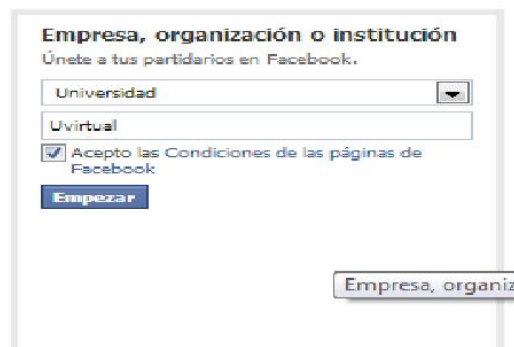 Empresa, organización o institución
Únete a tus partidarios en Facebook.
Universidad
Uvirtual
Acepto las Condiciones de las páginas de
Facebook
Empezar
Empresa, organiz